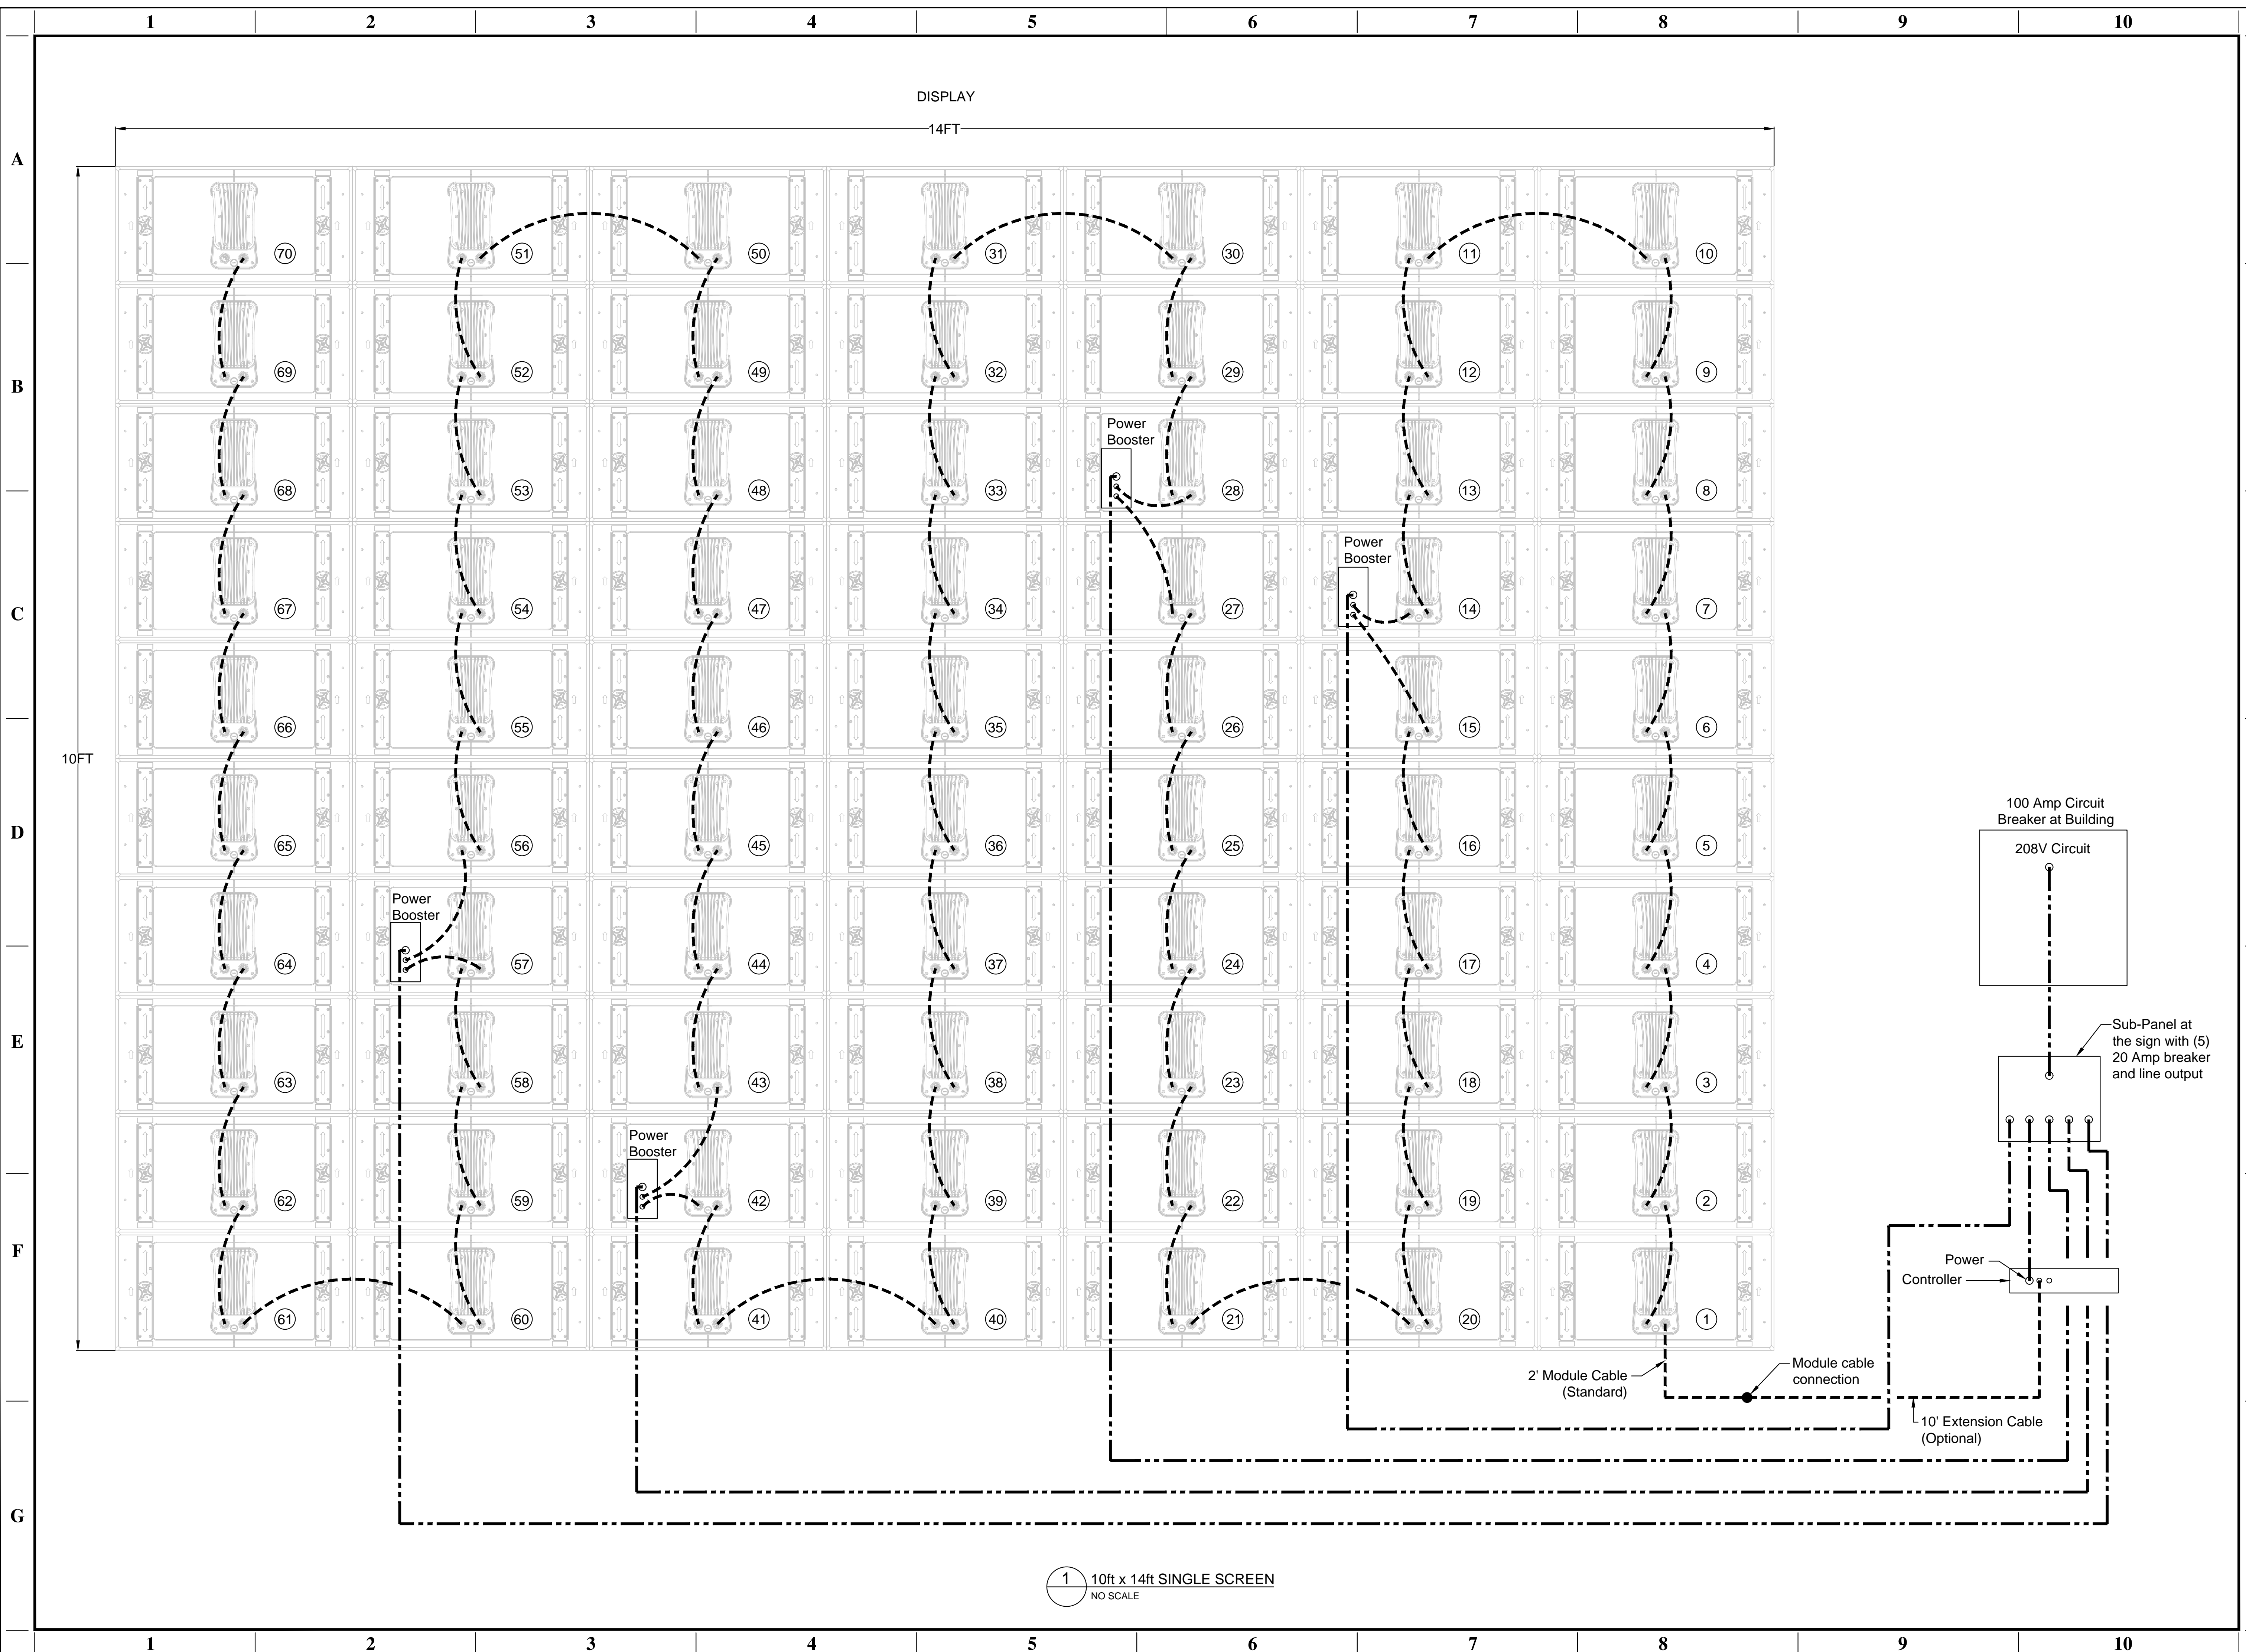 1 2 3 4 5 6 7 8 9 10
DISPLAY
14FT
A
70 51 50 31 30 11 10
69 52 49 32 29 12 9
B
Power
Booster
68 53 48 33 28 13 8
Power
Booster
C
67 54 47 34 27 14 7
66 55 46 35 26 15 6
10FT
100 Amp Circuit
Breaker at Building
D
208V Circuit
65 56 45 36 25 16 5
Power
Booster
64 57 44 37 24 17 4
Sub-Panel at
the sign with (5)
20 Amp breaker
and line output
E
63 58 43 38 23 18 3
Power
Booster
62 59 42 39 22 19 2
F
Power
Controller
61 60 41 40 21 20 1
2' Module Cable
(Standard)
Module cable
connection
10' Extension Cable
(Optional)
G
1
10ft x 14ft SINGLE SCREEN
NO SCALE
1 2 3 4 5 6 7 8 9 10